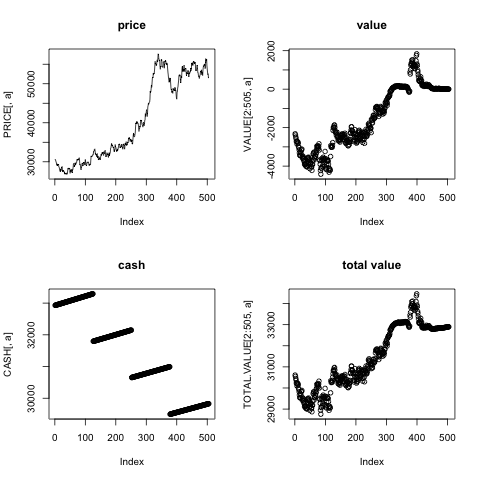 price
PRICE[, a]
30000 40000 50000
0 100 200 300 400 500
Index
value
VALUE[2:505, a]
-4000 -2000 0 2000
0 100 200 300 400 500
Index
cash
CASH[, a]
30000 32000
0 100 200 300 400 500
Index
total value
TOTAL.VALUE[2:505, a]
29000 31000 33000
0 100 200 300 400 500
Index